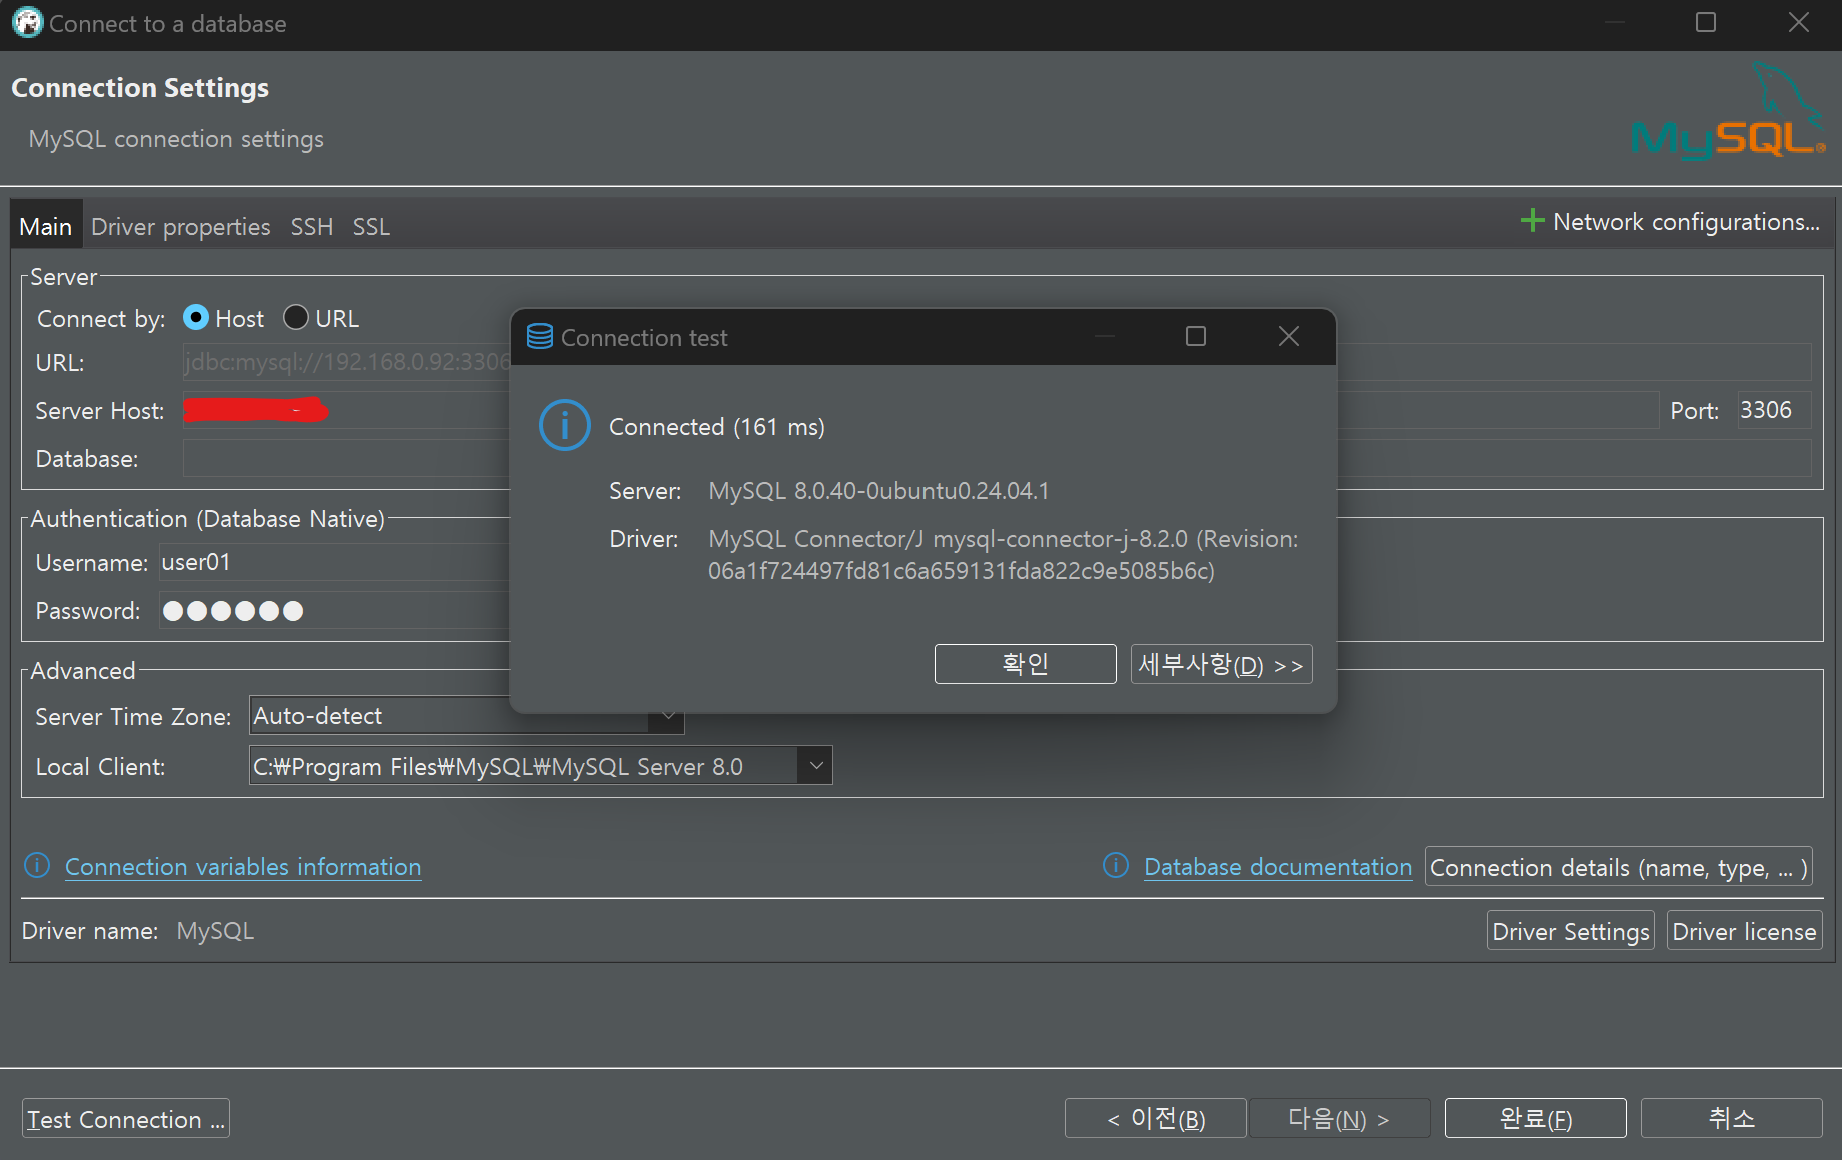 Connect to a database
Connection Settings
MySQL connection settings
MySQL®
Main Driver properties SSH SSL Network configurations...
Server
Connect by: Host URL
URL: jdbc:mysql://192.168.0.92:3306
Server Host: Port: 3306
Database:
Authentication (Database Native)
Username: user01
Password: ●●●●●●
Advanced
Server Time Zone: Auto-detect
Local Client: C:₩Program Files₩MySQL₩MySQL Server 8.0
Connection test
Connected (161 ms)
Server: MySQL 8.0.40-0ubuntu0.24.04.1
Driver: MySQL Connector/J mysql-connector-j-8.2.0 (Revision:
06a1f724497fd81c6a659131fda822c9e5085b6c)
확인 세부사항(D) >>
Connection variables information Database documentation Connection details (name, type, ... )
Driver name: MySQL Driver Settings Driver license
Test Connection ... < 이전(B) 다음(N) > 완료(F) 취소